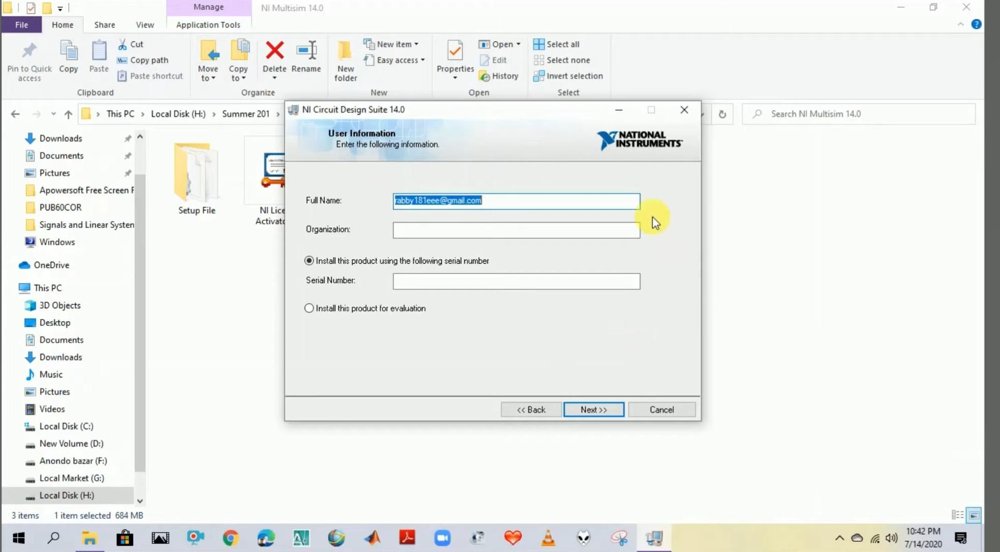 Manage
NI Multisim 14.0
File
Home
Share
View
Application Tools
Pin to Quick access
Copy
Paste
Cut
Copy path
Paste shortcut
Clipboard
Move to
Copy to
Delete
Rename
Organize
New folder
New item
Easy access
New
Properties
Open
Edit
History
Open
Select all
Select none
Invert selection
Select
This PC
Local Disk (H:)
Summer 201
Search NI Multisim 14.0
Downloads
Documents
Pictures
Apowersoft Free Screen
PUB60COR
Signals and Linear System
Windows
OneDrive
This PC
3D Objects
Desktop
Documents
Downloads
Music
Pictures
Videos
Local Disk (C:)
New Volume (D:)
Anondo bazar (F:)
Local Market (G:)
Local Disk (H:)
Setup File
NI Lice
Activato
NI Circuit Design Suite 14.0
User Information
Enter the following information.
NATIONAL
INSTRUMENTS
Full Name:
rabby181eee@gmail.com
Organization:
Install this product using the following serial number
Serial Number:
Install this product for evaluation
<< Back
Next >>
Cancel
3 items
1 item selected 684 MB
10:42 PM
7/14/2020